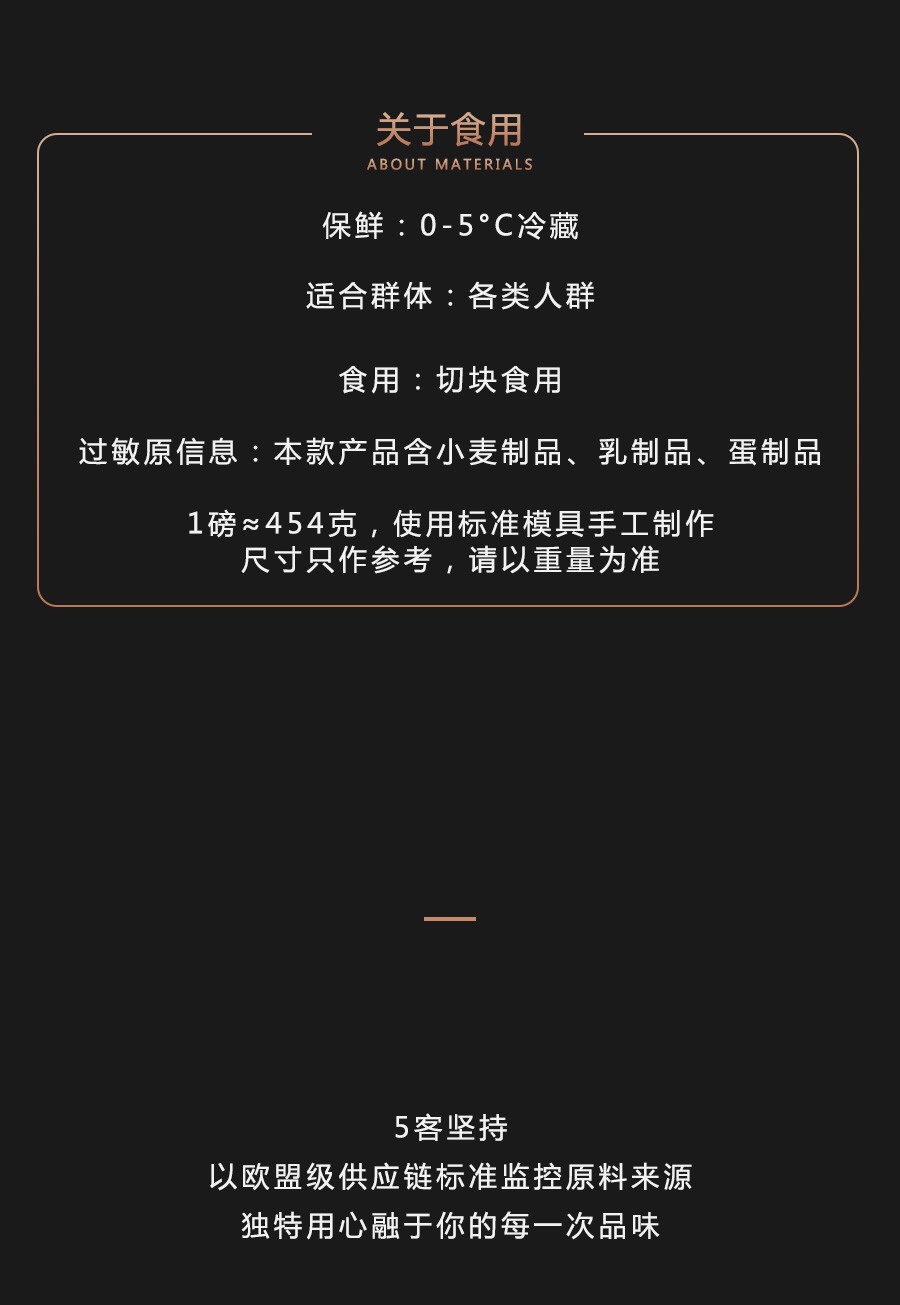 关于食用
ABOUT MATERIALS
保鲜：0-5°C冷藏
适合群体：各类人群
食用：切块食用
过敏原信息：本款产品含小麦制品、乳制品、蛋制品
1磅≈454克，使用标准模具手工制作
尺寸只作参考，请以重量为准
5客坚持
以欧盟级供应链标准监控原料来源
独特用心融于你的每一次品味